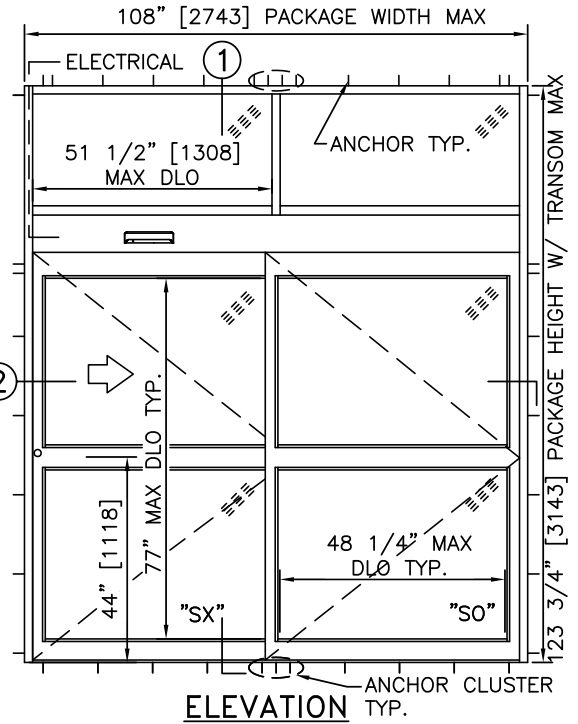 108" [2743] PACKAGE WIDTH MAX
ELECTRICAL
1
51 1/2" [1308]
MAX DLO
ANCHOR TYP.
123 3/4" [3143] PACKAGE HEIGHT W/ TRANSOM MAX
2
77" MAX DLO TYP.
44" [1118]
48 1/4" MAX
DLO TYP.
"SX"
"SO"
ELEVATION
ANCHOR CLUSTER
TYP.